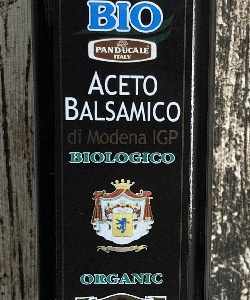 BIO
PANDUCALE
ITALY
ACETO
BALSAMICO
di Modena IGP
BIOLOGICO
ORGANIC